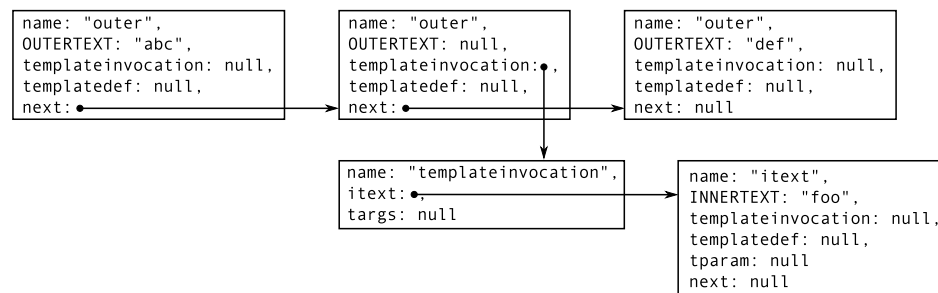 name: "outer",
OUTERTEXT: "abc",
templateinvocation: null,
templatedef: null,
next:
name: "outer",
OUTERTEXT: null,
templateinvocation: ,
templatedef: null,
next:
name: "outer",
OUTERTEXT: "def",
templateinvocation: null,
templatedef: null,
next: null
name: "templateinvocation",
itext: ,
targs: null
name: "itext",
INNERTEXT: "foo",
templateinvocation: null,
templatedef: null,
tparam: null
next: null